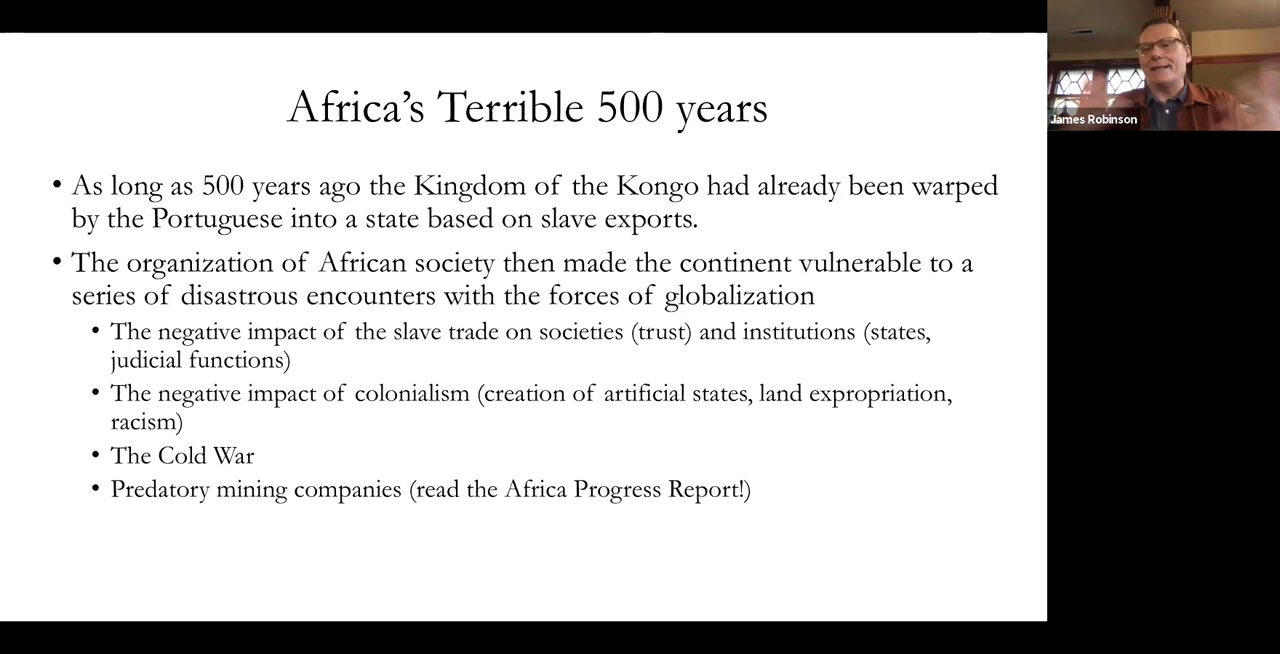 Africa's Terrible 500 years
• As long as 500 years ago the Kingdom of the Kongo had already been warped
by the Portuguese into a state based on slave exports.
• The organization of African society then made the continent vulnerable to a
series of disastrous encounters with the forces of globalization
• The negative impact of the slave trade on societies (trust) and institutions (states,
judicial functions)
• The negative impact of colonialism (creation of artificial states, land expropriation,
racism)
• The Cold War
• Predatory mining companies (read the Africa Progress Report!)
James Robinson